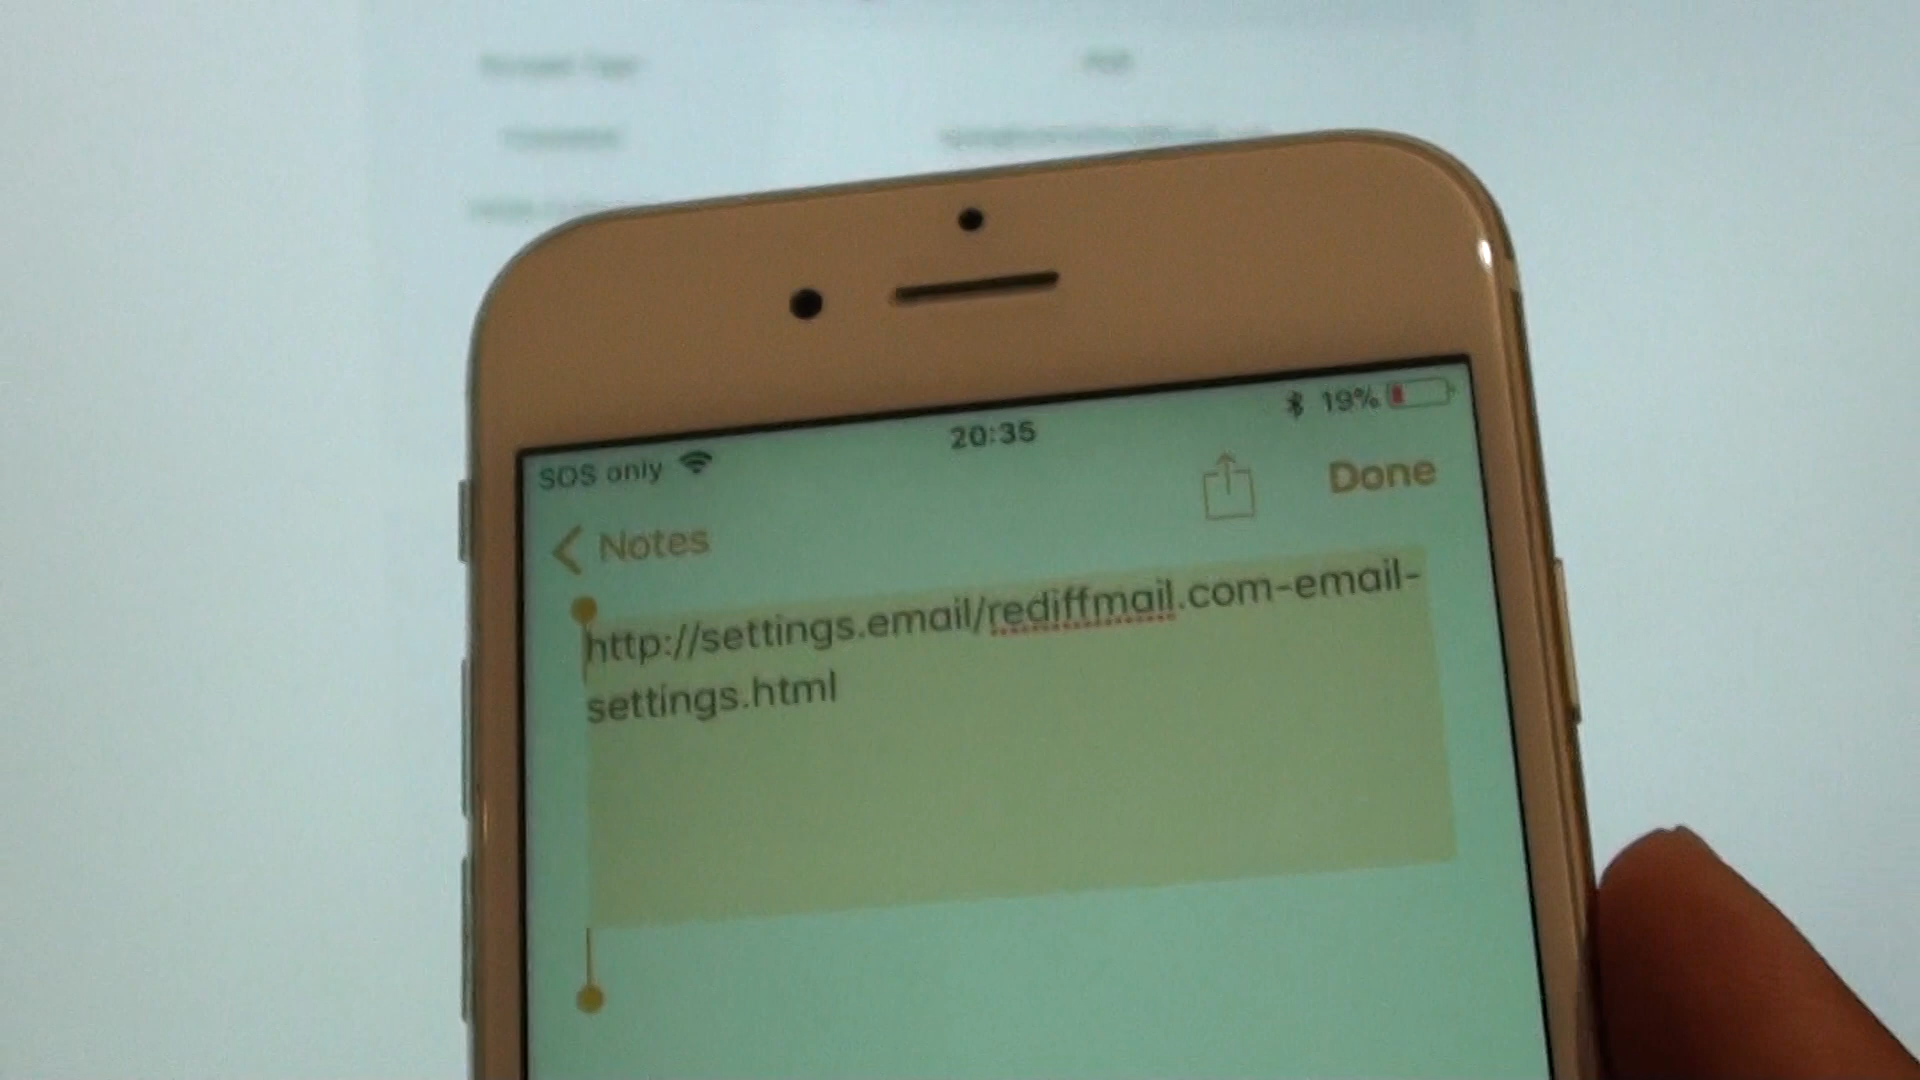 SOS only 20:35 19%
Notes Done
http://settings.email/rediffmail.com-email-
settings.html